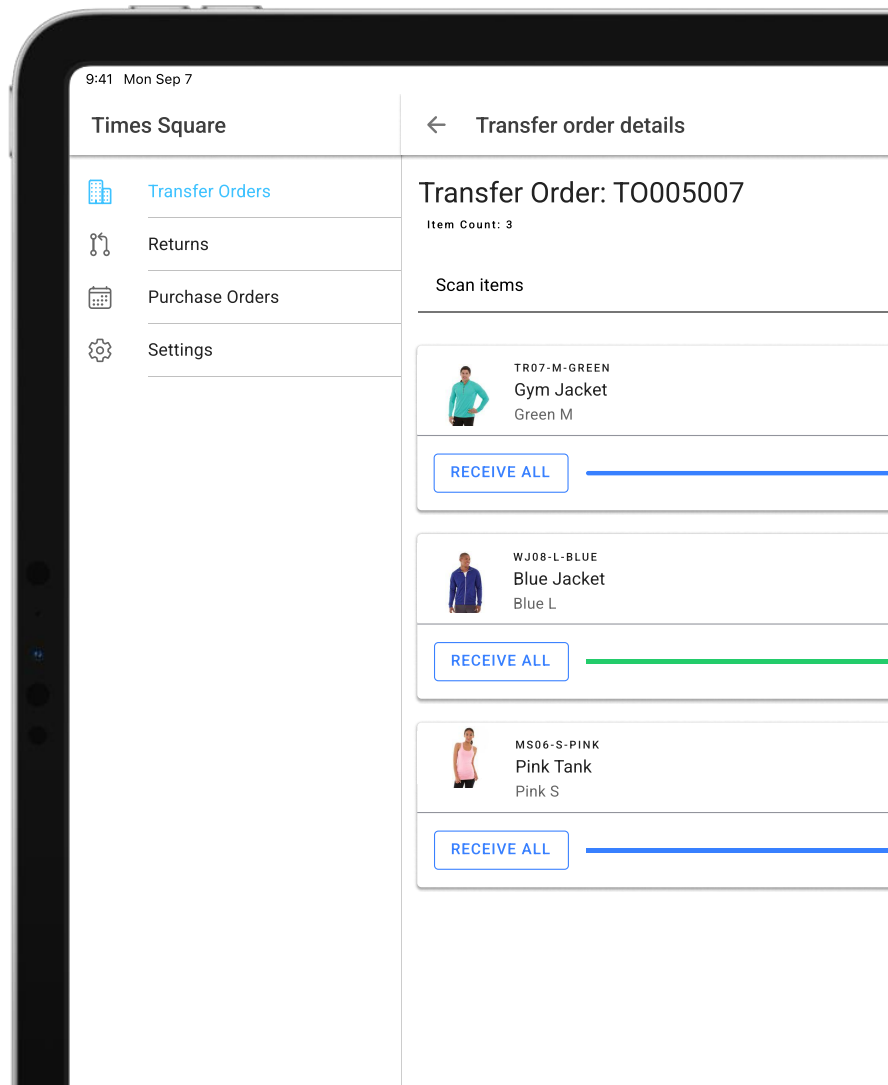 9:41 Mon Sep 7
Times Square
Transfer order details
Transfer Orders
Returns
Purchase Orders
Settings
Transfer Order: TO005007
Item Count: 3
Scan items
TR07-M-GREEN
Gym Jacket
Green M
RECEIVE ALL
WJ08-L-BLUE
Blue Jacket
Blue L
RECEIVE ALL
MS06-S-PINK
Pink Tank
Pink S
RECEIVE ALL